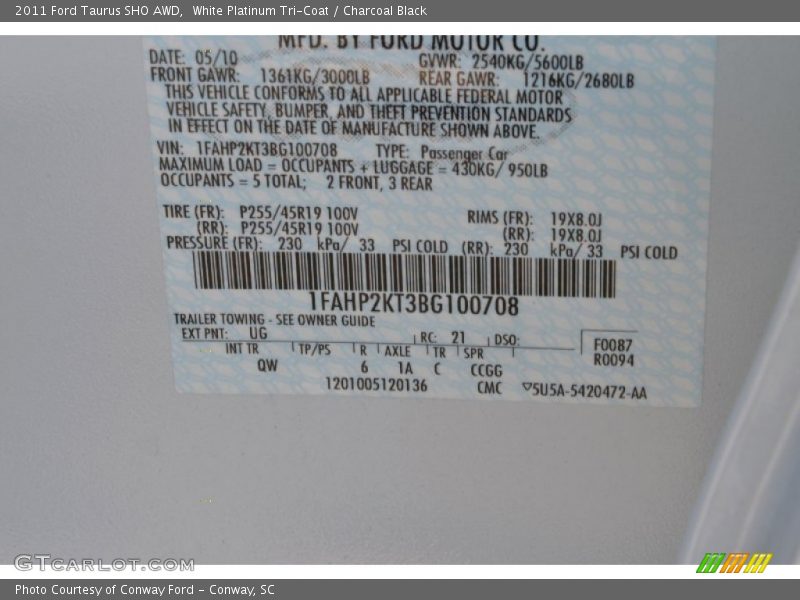 2011 Ford Taurus SHO AWD,  White Platinum Tri-Coat / Charcoal Black
MFD. BY FORD MOTOR CO.
DATE: 05/10 GVWR: 2540KG/5600LB
FRONT GAWR: 1361KG/3000LB REAR GAWR: 1216KG/2680LB
THIS VEHICLE CONFORMS TO ALL APPLICABLE FEDERAL MOTOR
VEHICLE SAFETY, BUMPER, AND THEFT PREVENTION STANDARDS
IN EFFECT ON THE DATE OF MANUFACTURE SHOWN ABOVE.
VIN: 1FAHP2KT3BG100708 TYPE: Passenger Car
MAXIMUM LOAD = OCCUPANTS + LUGGAGE = 430KG/ 950LB
OCCUPANTS = 5 TOTAL; 2 FRONT, 3 REAR
TIRE (FR): P255/45R19 100V RIMS (FR): 19X8.0J
(RR): P255/45R19 100V (RR): 19X8.0J
PRESSURE (FR): 230 kPa/ 33 PSI COLD (RR): 230 kPa/ 33 PSI COLD
1FAHP2KT3BG100708
TRAILER TOWING - SEE OWNER GUIDE
EXT PNT: UG RC: 21 DSO: F0087
INT TR TP/PS R AXLE TR SPR R0094
QW 6 1A C CCGG
1201005120136 CMC 5U5A-5420472-AA
GTCARLOT.COM
Photo Courtesy of Conway Ford - Conway, SC